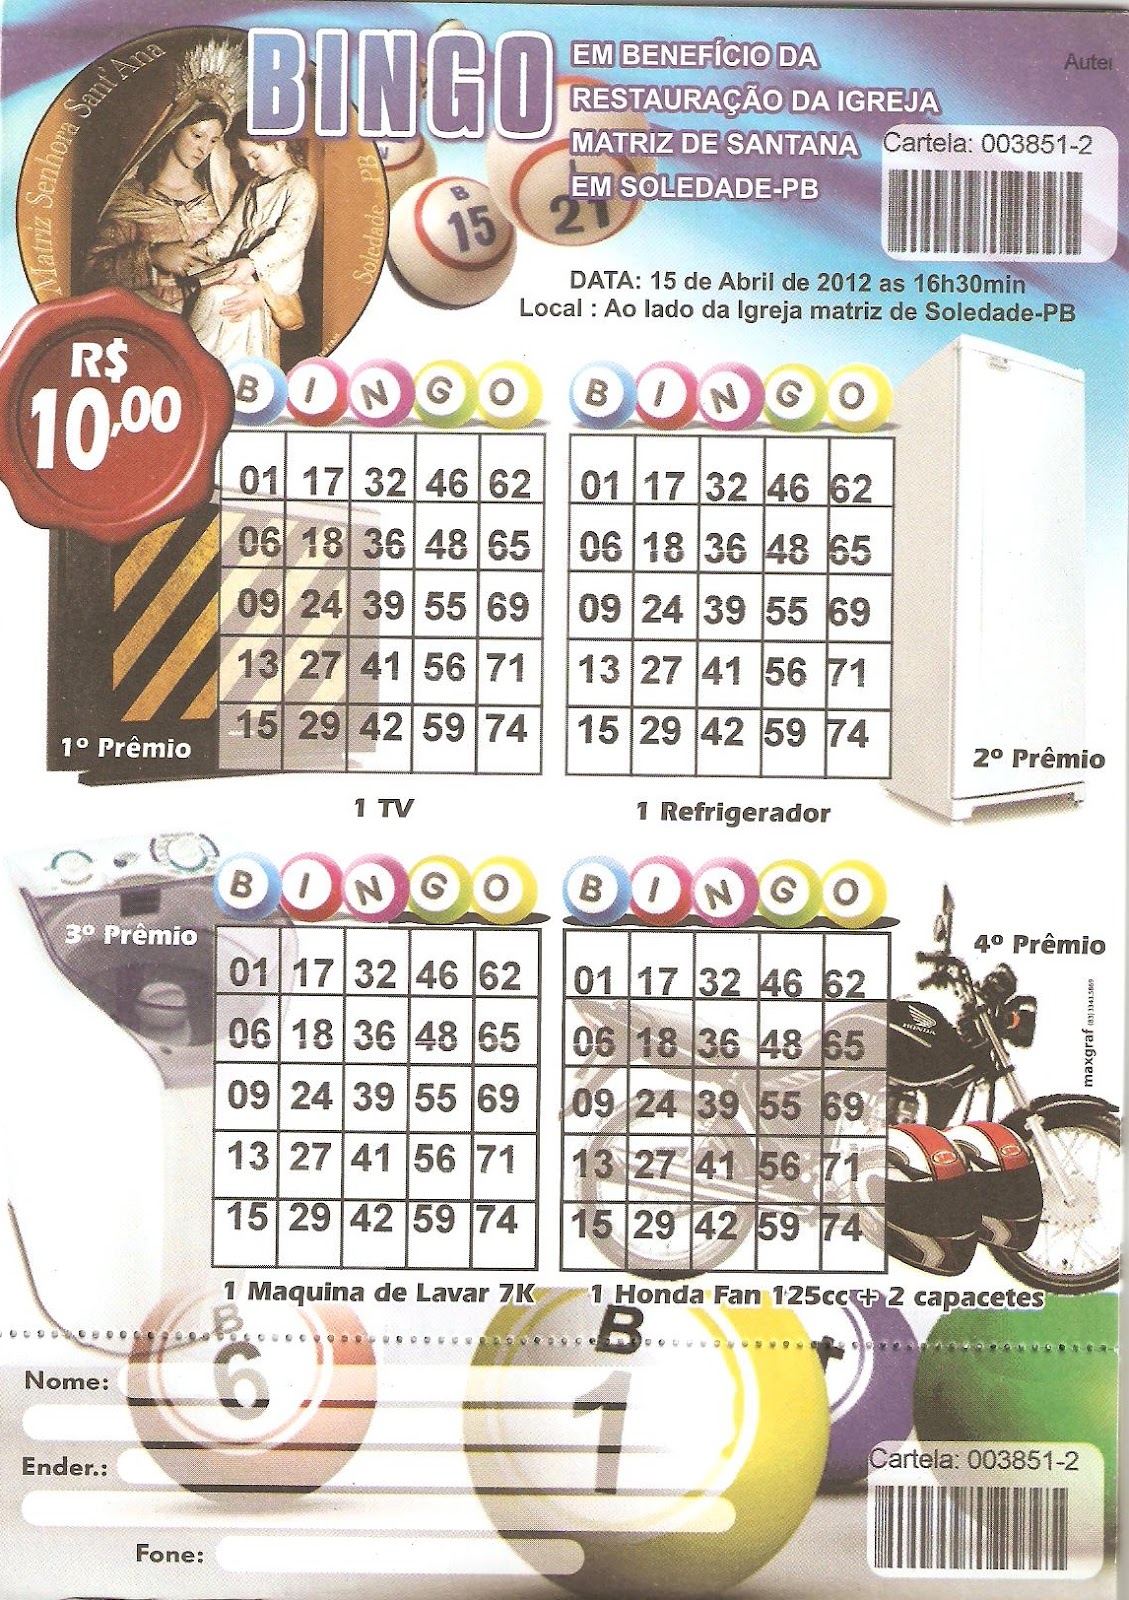 Matriz Senhora Sant'Ana
Soledade PB
BINGO
EM BENEFÍCIO DA
RESTAURAÇÃO DA IGREJA
MATRIZ DE SANTANA
EM SOLEDADE-PB
Auter
Cartela: 003851-2
B
15
21
DATA: 15 de Abril de 2012 as 16h30min
Local : Ao lado da Igreja matriz de Soledade-PB
R$
10,00
B I N G O
01 17 32 46 62
06 18 36 48 65
09 24 39 55 69
13 27 41 56 71
15 29 42 59 74
1º Prêmio
1 TV
B I N G O
01 17 32 46 62
06 18 36 48 65
09 24 39 55 69
13 27 41 56 71
15 29 42 59 74
2º Prêmio
1 Refrigerador
B I N G O
3º Prêmio
01 17 32 46 62
06 18 36 48 65
09 24 39 55 69
13 27 41 56 71
15 29 42 59 74
1 Maquina de Lavar 7K
B I N G O
4º Prêmio
01 17 32 46 62
06 18 36 48 65
09 24 39 55 69
13 27 41 56 71
15 29 42 59 74
HONDA
maxgraf
1 Honda Fan 125cc + 2 capacetes
B
6
B
1
Nome:
Ender.:
Fone:
Cartela: 003851-2